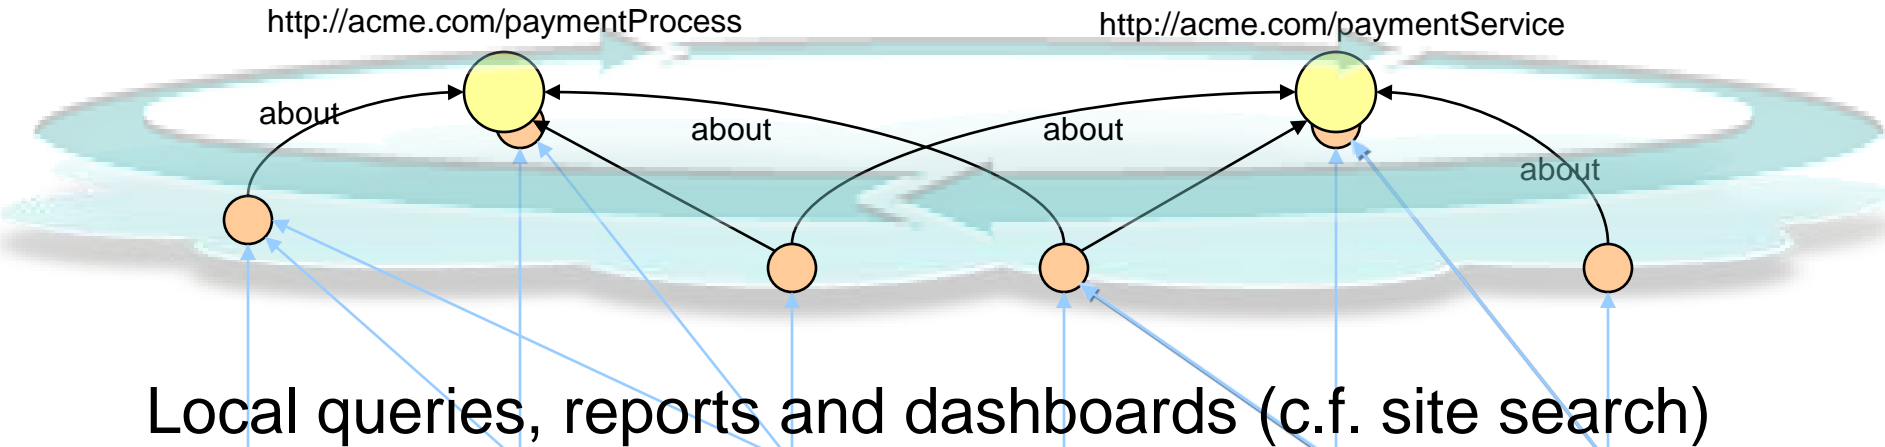 http://acme.com/paymentProcess
http://acme.com/paymentService
about
about
about
about
Local queries, reports and dashboards (c.f. site search)